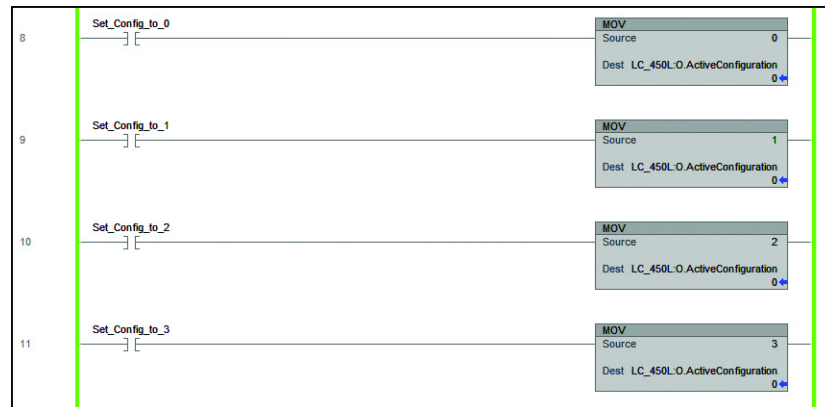 Set_Config_to_0
MOV
8
Source 0
Dest LC_450L:O.ActiveConfiguration
0
Set_Config_to_1
MOV
9
Source 1
Dest LC_450L:O.ActiveConfiguration
0
Set_Config_to_2
MOV
10
Source 2
Dest LC_450L:O.ActiveConfiguration
0
Set_Config_to_3
MOV
11
Source 3
Dest LC_450L:O.ActiveConfiguration
0